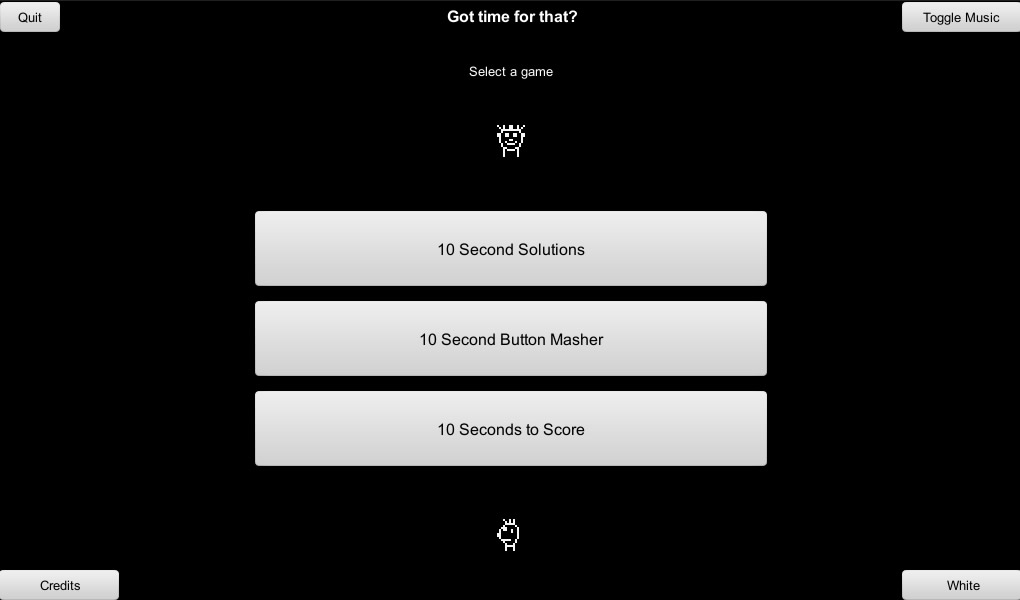 Quit
Got time for that?
Toggle Music
Select a game
10 Second Solutions
10 Second Button Masher
10 Seconds to Score
Credits
White